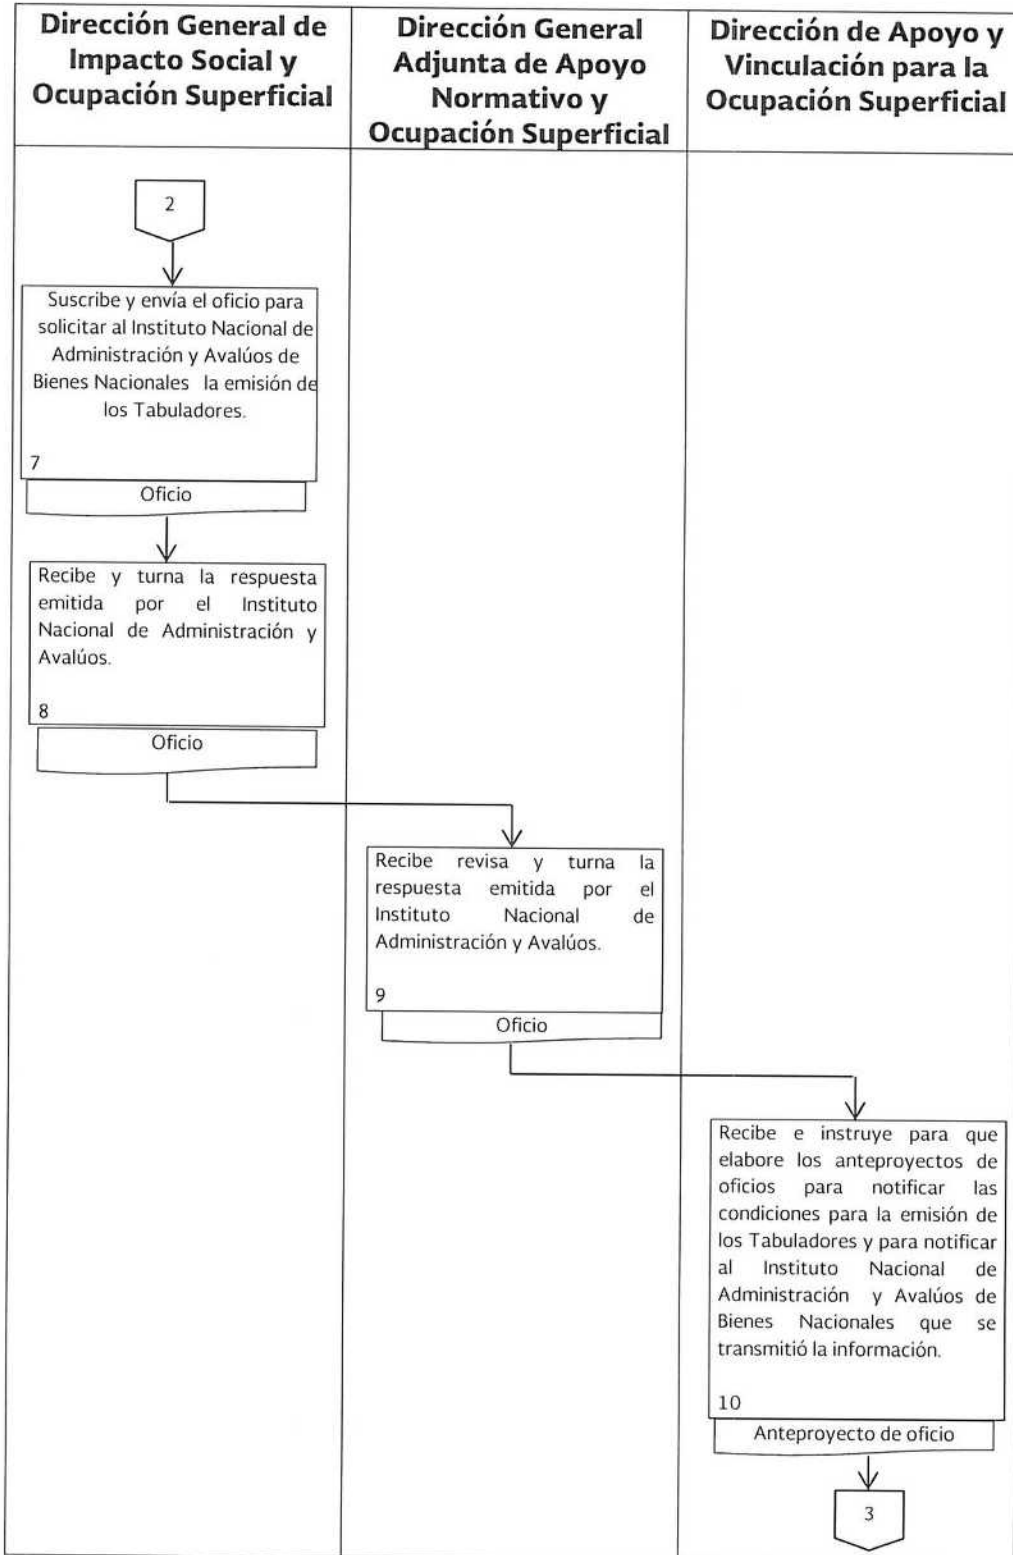 Dirección General de
Impacto Social y
Ocupación Superficial
Dirección General
Adjunta de Apoyo
Normativo y
Ocupación Superficial
Dirección de Apoyo y
Vinculación para la
Ocupación Superficial
2
Suscribe y envía el oficio para
solicitar al Instituto Nacional de
Administración y Avalúos de
Bienes Nacionales la emisión de
los Tabuladores.
7
Oficio
Recibe y turna la respuesta
emitida por el Instituto
Nacional de Administración y
Avalúos.
8
Oficio
Recibe revisa y turna la
respuesta emitida por el
Instituto Nacional de
Administración y Avalúos.
9
Oficio
Recibe e instruye para que
elabore los anteproyectos de
oficios para notificar las
condiciones para la emisión de
los Tabuladores y para notificar
al Instituto Nacional de
Administración y Avalúos de
Bienes Nacionales que se
transmitió la información.
10
Anteproyecto de oficio
3